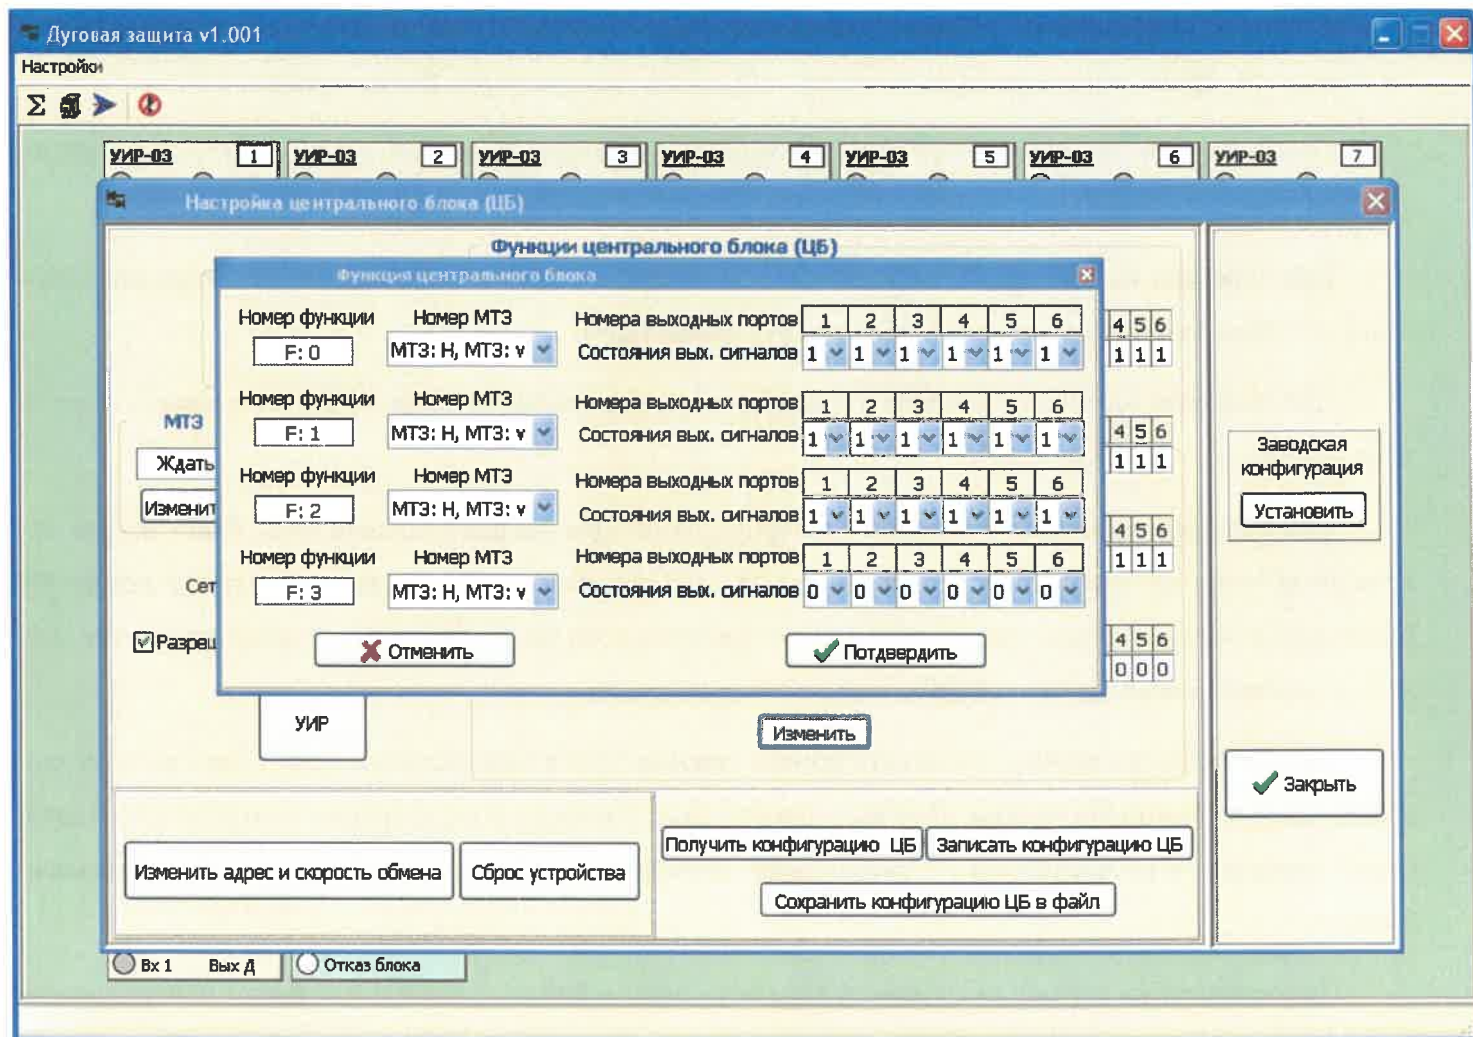 Дуговая защита v1.001
Настройки
УИР-03 1 УИР-03 2 УИР-03 3 УИР-03 4 УИР-03 5 УИР-03 6 УИР-03 7
Настройка центрального блока (ЦБ)
Функции центрального блока (ЦБ)
Функция центрального блока
Номер функции Номер МТЗ Номера выходных портов 1 2 3 4 5 6
F: 0 МТЗ: Н, МТЗ: v Состояния вых. сигналов 1 1 1 1 1 1
4 5 6
1 1 1
Номер функции Номер МТЗ Номера выходных портов 1 2 3 4 5 6
F: 1 МТЗ: Н, МТЗ: v Состояния вых. сигналов 1 1 1 1 1 1
4 5 6
1 1 1
Номер функции Номер МТЗ Номера выходных портов 1 2 3 4 5 6
F: 2 МТЗ: Н, МТЗ: v Состояния вых. сигналов 1 1 1 1 1 1
4 5 6
1 1 1
Номер функции Номер МТЗ Номера выходных портов 1 2 3 4 5 6
F: 3 МТЗ: Н, МТЗ: v Состояния вых. сигналов 0 0 0 0 0 0
4 5 6
0 0 0
Отменить Потдвердить
МТЗ
Ждать
Изменит
Сет
Разреш
УИР
Изменить
Заводская
конфигурация
Установить
Закрыть
Изменить адрес и скорость обмена Сброс устройства
Получить конфигурацию ЦБ Записать конфигурацию ЦБ
Сохранить конфигурацию ЦБ в файл
Вх 1 Вых Д Отказ блока